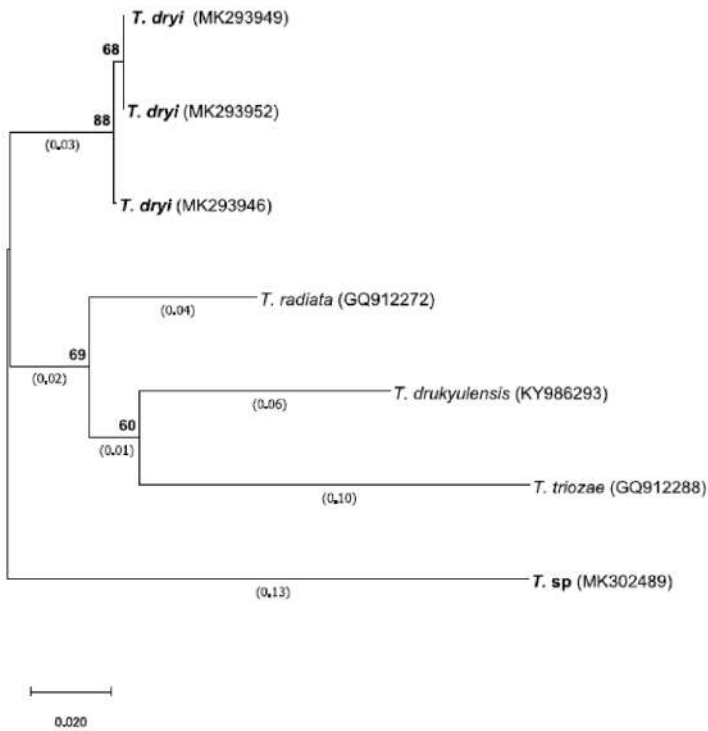 T. dryi (MK293949)
68
T. dryi (MK293952)
88
(0.03)
T. dryi (MK293946)
T. radiata (GQ912272)
(0.04)
69
(0.02)
T. drukyulensis (KY986293)
(0.06)
60
(0.01)
T. triozae (GQ912288)
(0.10)
T. sp (MK302489)
(0.13)
0.020